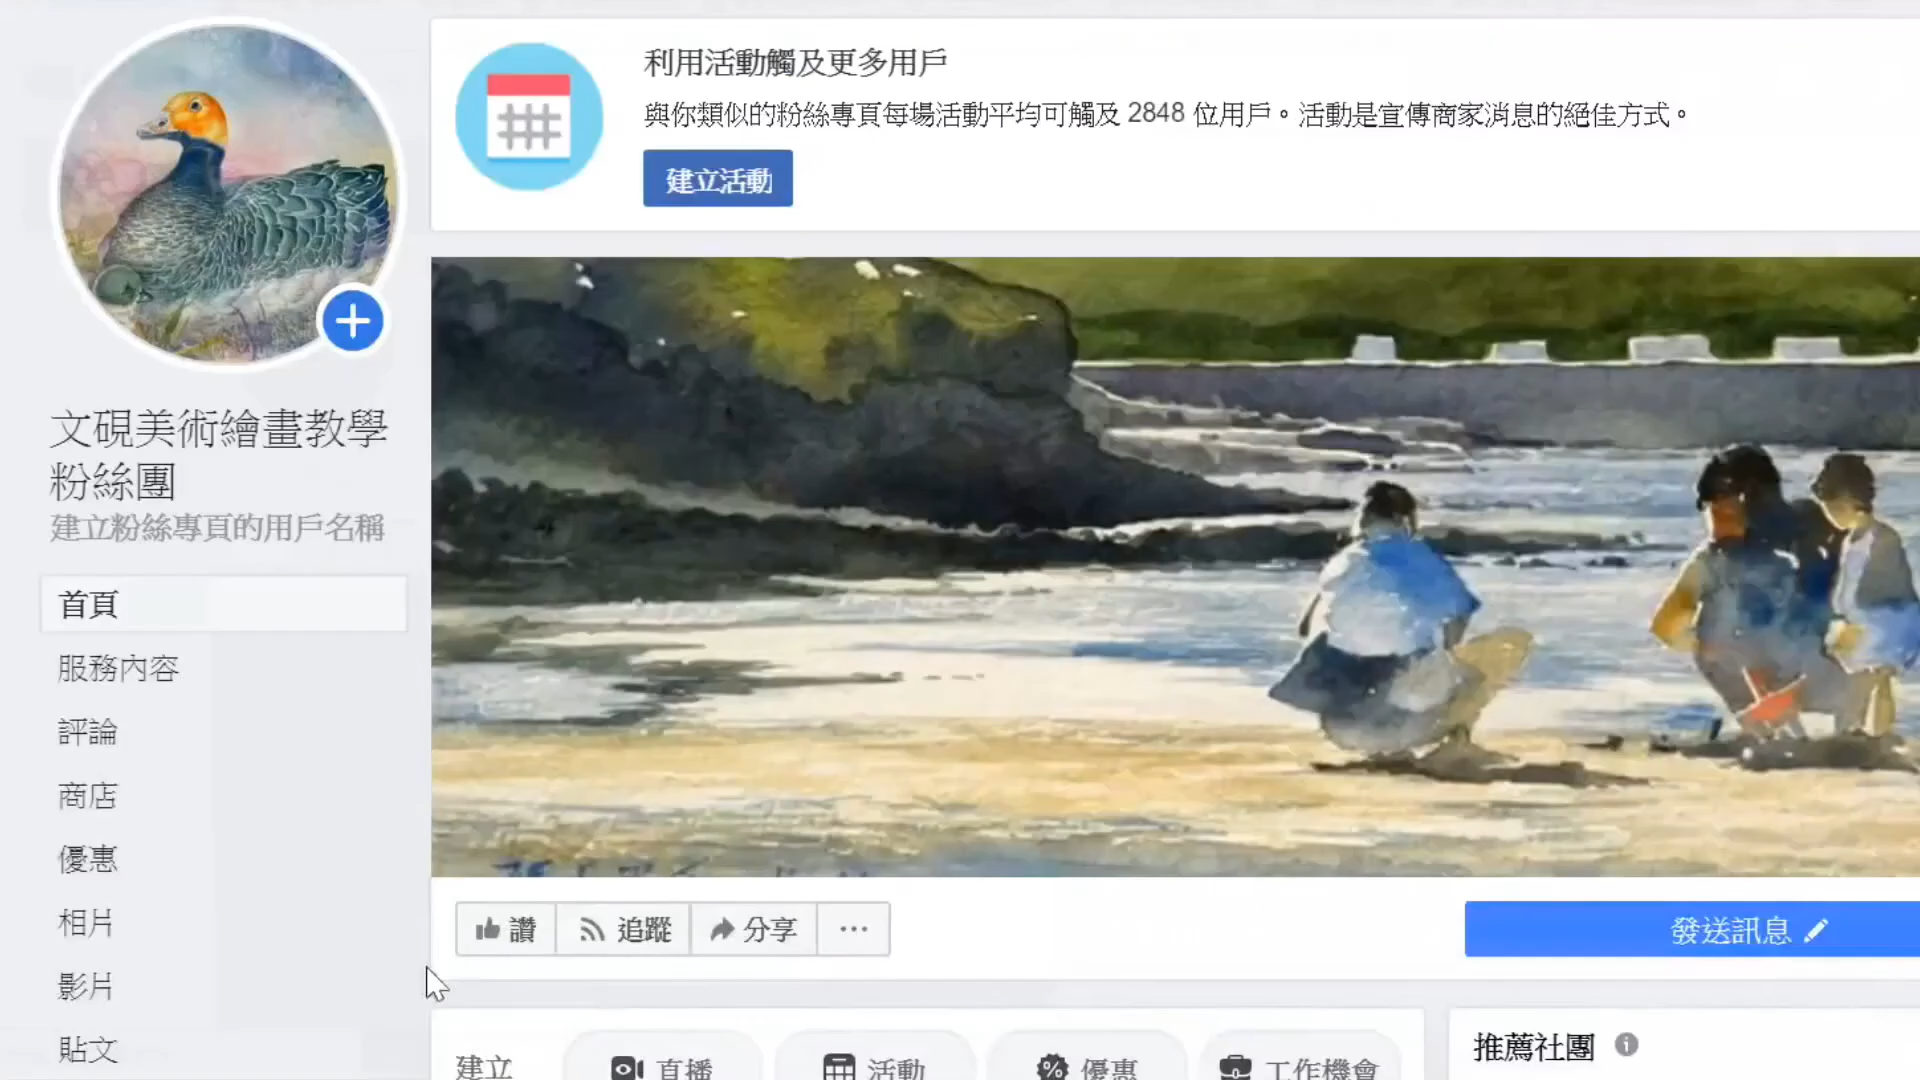 利用活動觸及更多用戶
與你類似的粉絲專頁每場活動平均可觸及 2848 位用戶。活動是宣傳商家消息的絕佳方式。
建立活動
文硯美術繪畫教學
粉絲團
建立粉絲專頁的用戶名稱
首頁
服務內容
評論
商店
優惠
相片
影片
貼文
讚
追蹤
分享
發送訊息
建立
直播
活動
優惠
工作機會
推薦社團